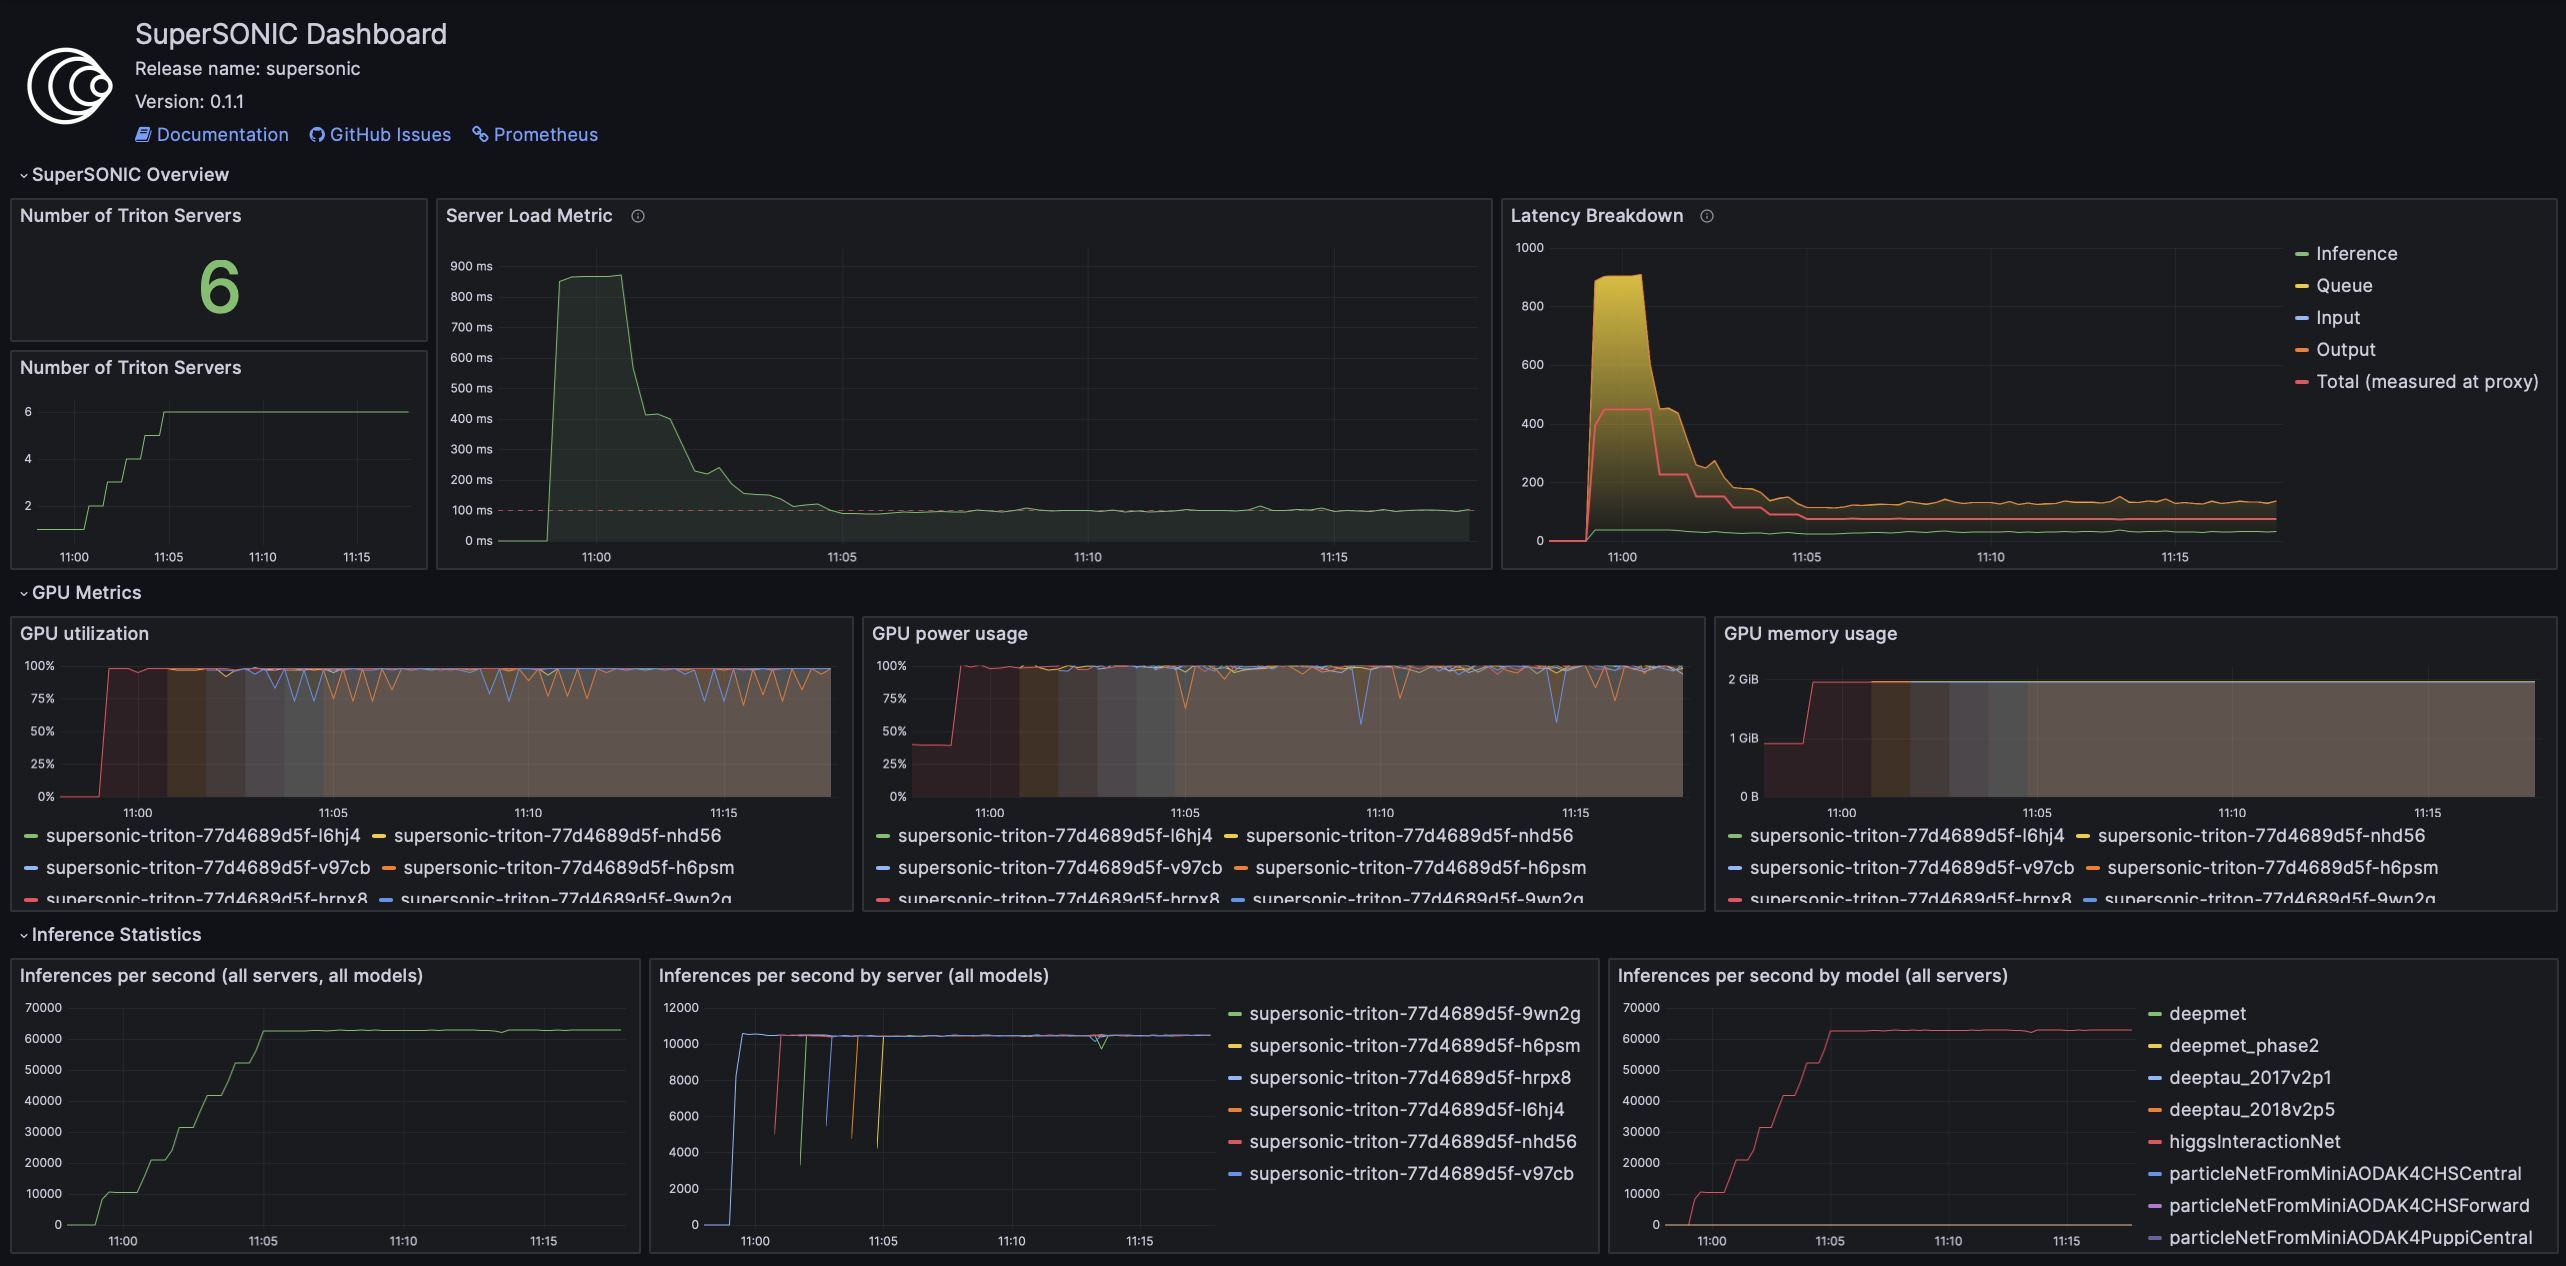 SuperSONIC Dashboard
Release name: supersonic
Version: 0.1.1
Documentation GitHub Issues Prometheus
SuperSONIC Overview
Number of Triton Servers
6
Number of Triton Servers
6
4
2
11:00 11:05 11:10 11:15
Server Load Metric
900 ms
800 ms
700 ms
600 ms
500 ms
400 ms
300 ms
200 ms
100 ms
0 ms
11:00 11:05 11:10 11:15
Latency Breakdown
1000
800
600
400
200
0
11:00 11:05 11:10 11:15
Inference
Queue
Input
Output
Total (measured at proxy)
GPU Metrics
GPU utilization
100%
75%
50%
25%
0%
11:00 11:05 11:10 11:15
supersonic-triton-77d4689d5f-l6hj4 supersonic-triton-77d4689d5f-nhd56
supersonic-triton-77d4689d5f-v97cb supersonic-triton-77d4689d5f-h6psm
supersonic-triton-77d4689d5f-hrpx8 supersonic-triton-77d4689d5f-9wn2g
GPU power usage
100%
75%
50%
25%
0%
11:00 11:05 11:10 11:15
supersonic-triton-77d4689d5f-l6hj4 supersonic-triton-77d4689d5f-nhd56
supersonic-triton-77d4689d5f-v97cb supersonic-triton-77d4689d5f-h6psm
supersonic-triton-77d4689d5f-hrpx8 supersonic-triton-77d4689d5f-9wn2g
GPU memory usage
2 GiB
1 GiB
0 B
11:00 11:05 11:10 11:15
supersonic-triton-77d4689d5f-l6hj4 supersonic-triton-77d4689d5f-nhd56
supersonic-triton-77d4689d5f-v97cb supersonic-triton-77d4689d5f-h6psm
supersonic-triton-77d4689d5f-hrpx8 supersonic-triton-77d4689d5f-9wn2g
Inference Statistics
Inferences per second (all servers, all models)
70000
60000
50000
40000
30000
20000
10000
0
11:00 11:05 11:10 11:15
Inferences per second by server (all models)
12000
10000
8000
6000
4000
2000
0
11:00 11:05 11:10 11:15
supersonic-triton-77d4689d5f-9wn2g
supersonic-triton-77d4689d5f-h6psm
supersonic-triton-77d4689d5f-hrpx8
supersonic-triton-77d4689d5f-l6hj4
supersonic-triton-77d4689d5f-nhd56
supersonic-triton-77d4689d5f-v97cb
Inferences per second by model (all servers)
70000
60000
50000
40000
30000
20000
10000
0
11:00 11:05 11:10 11:15
deepmet
deepmet_phase2
deeptau_2017v2p1
deeptau_2018v2p5
higgsInteractionNet
particleNetFromMiniAODAK4CHSCentral
particleNetFromMiniAODAK4CHSForward
particleNetFromMiniAODAK4PuppiCentral